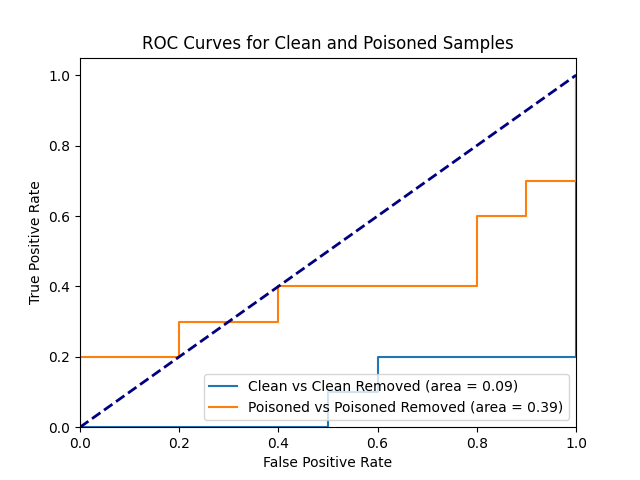 ROC Curves for Clean and Poisoned Samples
True Positive Rate
1.0
0.8
0.6
0.4
0.2
0.0
Clean vs Clean Removed (area = 0.09)
Poisoned vs Poisoned Removed (area = 0.39)
0.0 0.2 0.4 0.6 0.8 1.0
False Positive Rate